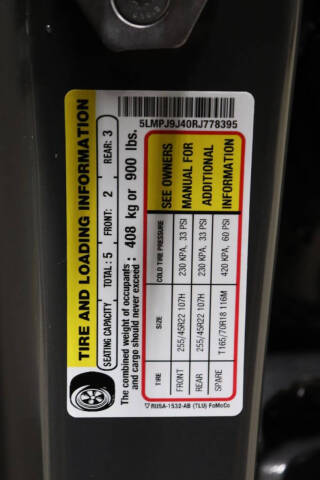 5LMPJ9J40RJ778395
TIRE AND LOADING INFORMATION
SEATING CAPACITY TOTAL: 5 FRONT: 2 REAR: 3
The combined weight of occupants and cargo should never exceed : 408 kg or 900 lbs.
TIRE SIZE COLD TIRE PRESSURE SEE OWNERS
FRONT 255/45R22 107H 230 KPA, 33 PSI MANUAL FOR
REAR 255/45R22 107H 230 KPA, 33 PSI ADDITIONAL
SPARE T165/70R18 116M 420 KPA, 60 PSI INFORMATION
RU5A-1532-AB (TLU) FoMoCo